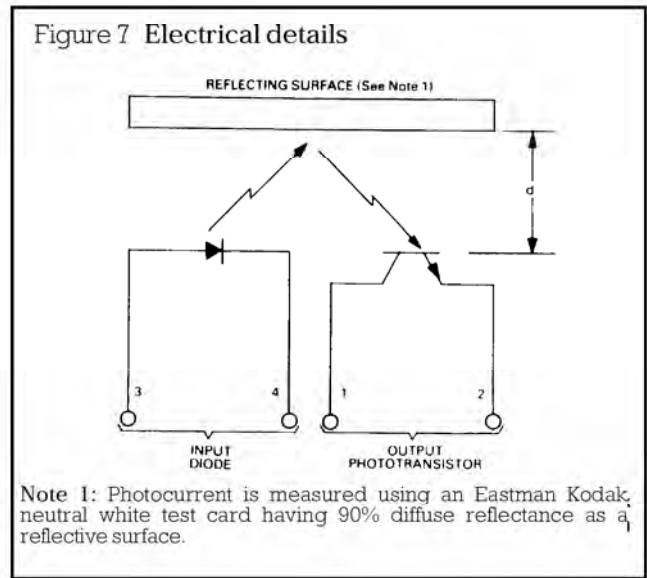 Figure 7 Electrical details
REFLECTING SURFACE (See Note 1)
d
3
4
1
2
INPUT
DIODE
OUTPUT
PHOTOTRANSISTOR
Note 1: Photocurrent is measured using an Eastman Kodak,
neutral white test card having 90% diffuse reflectance as a
reflective surface.